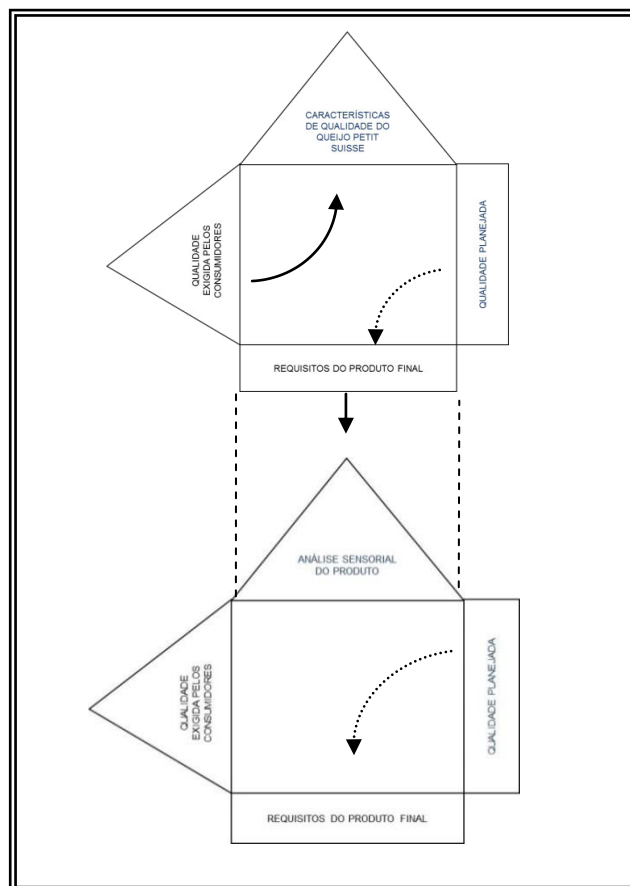 CARACTERÍSTICAS
DE QUALIDADE DO
QUEIJO PETIT
SUISSE
QUALIDADE
EXIGIDA PELOS
CONSUMIDORES
QUALIDADE PLANEJADA
REQUISITOS DO PRODUTO FINAL
ANÁLISE SENSORIAL
DO PRODUTO
QUALIDADE
EXIGIDA PELOS
CONSUMIDORES
QUALIDADE PLANEJADA
REQUISITOS DO PRODUTO FINAL